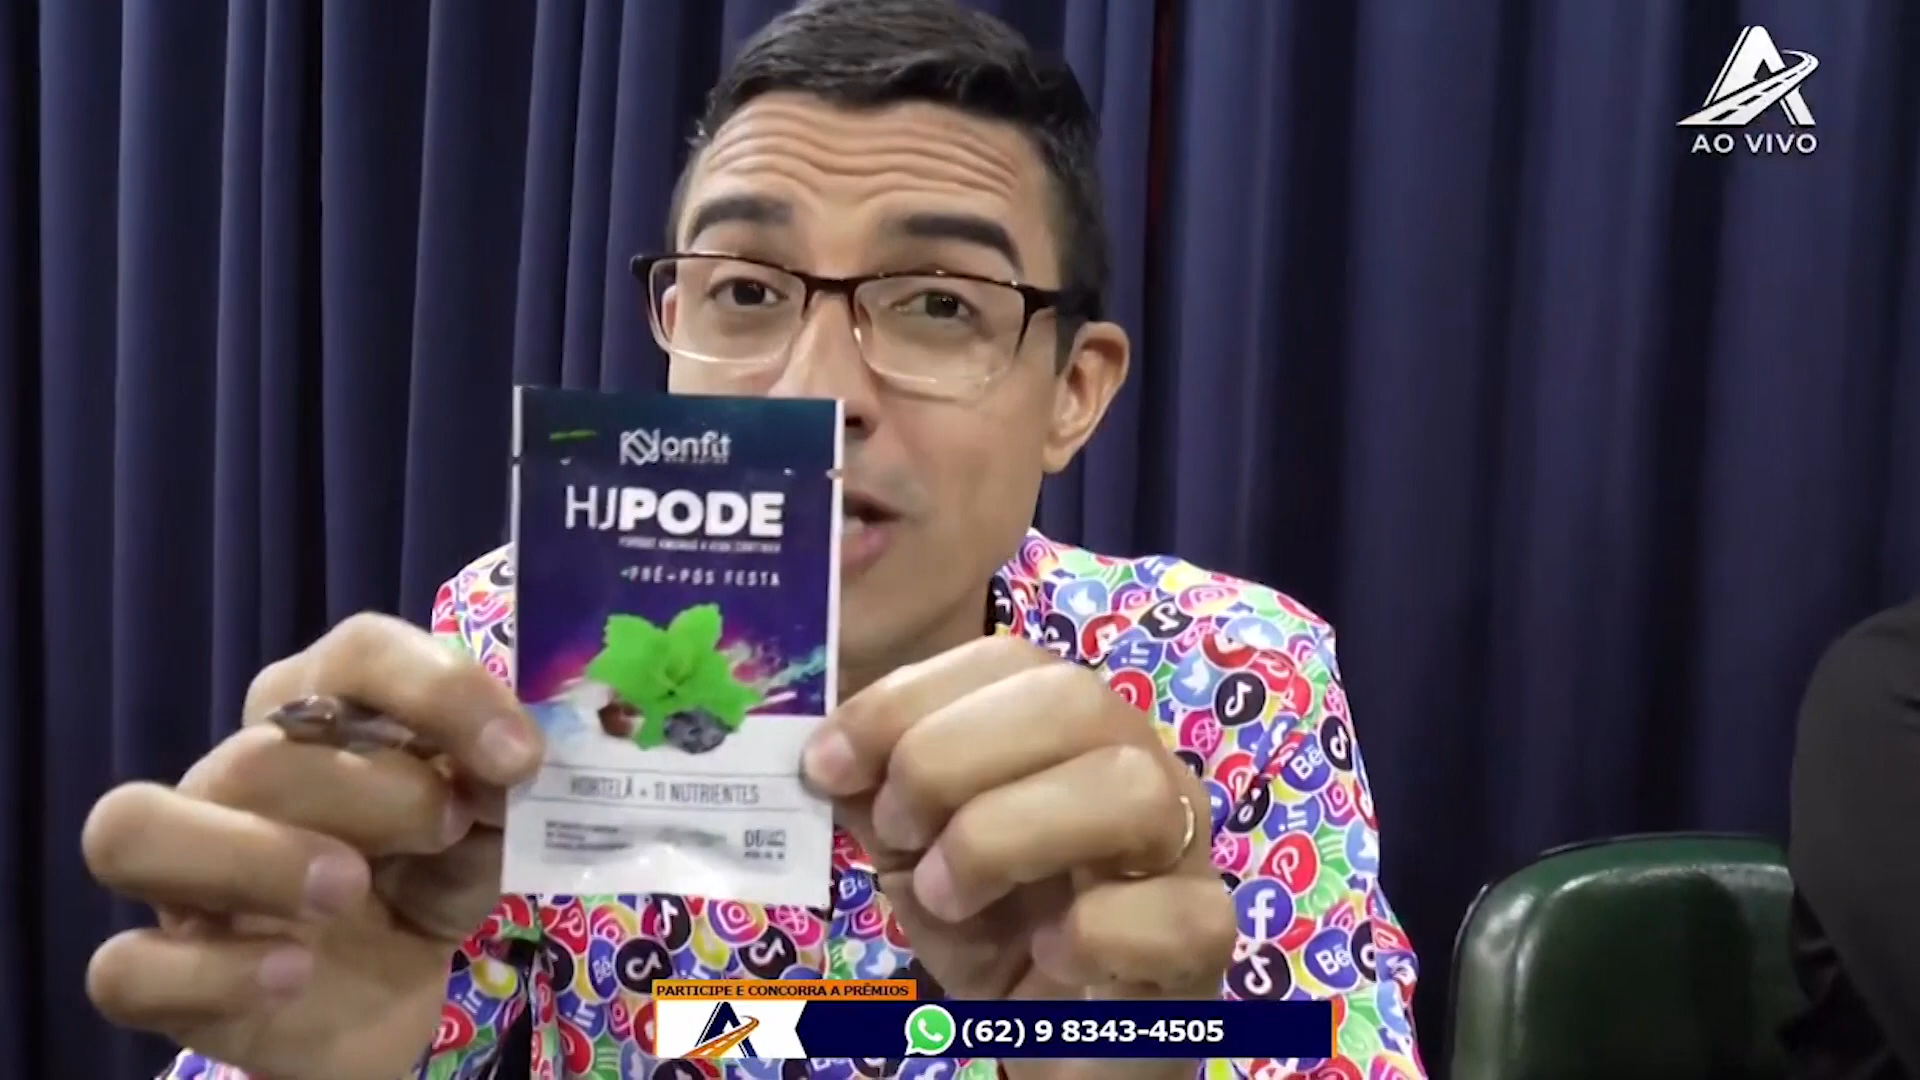 AO VIVO
onfit
HJPODE
PRÉ + PÓS FESTA
HORTELÃ + 11 NUTRIENTES
PARTICIPE E CONCORRA A PRÊMIOS
(62) 9 8343-4505